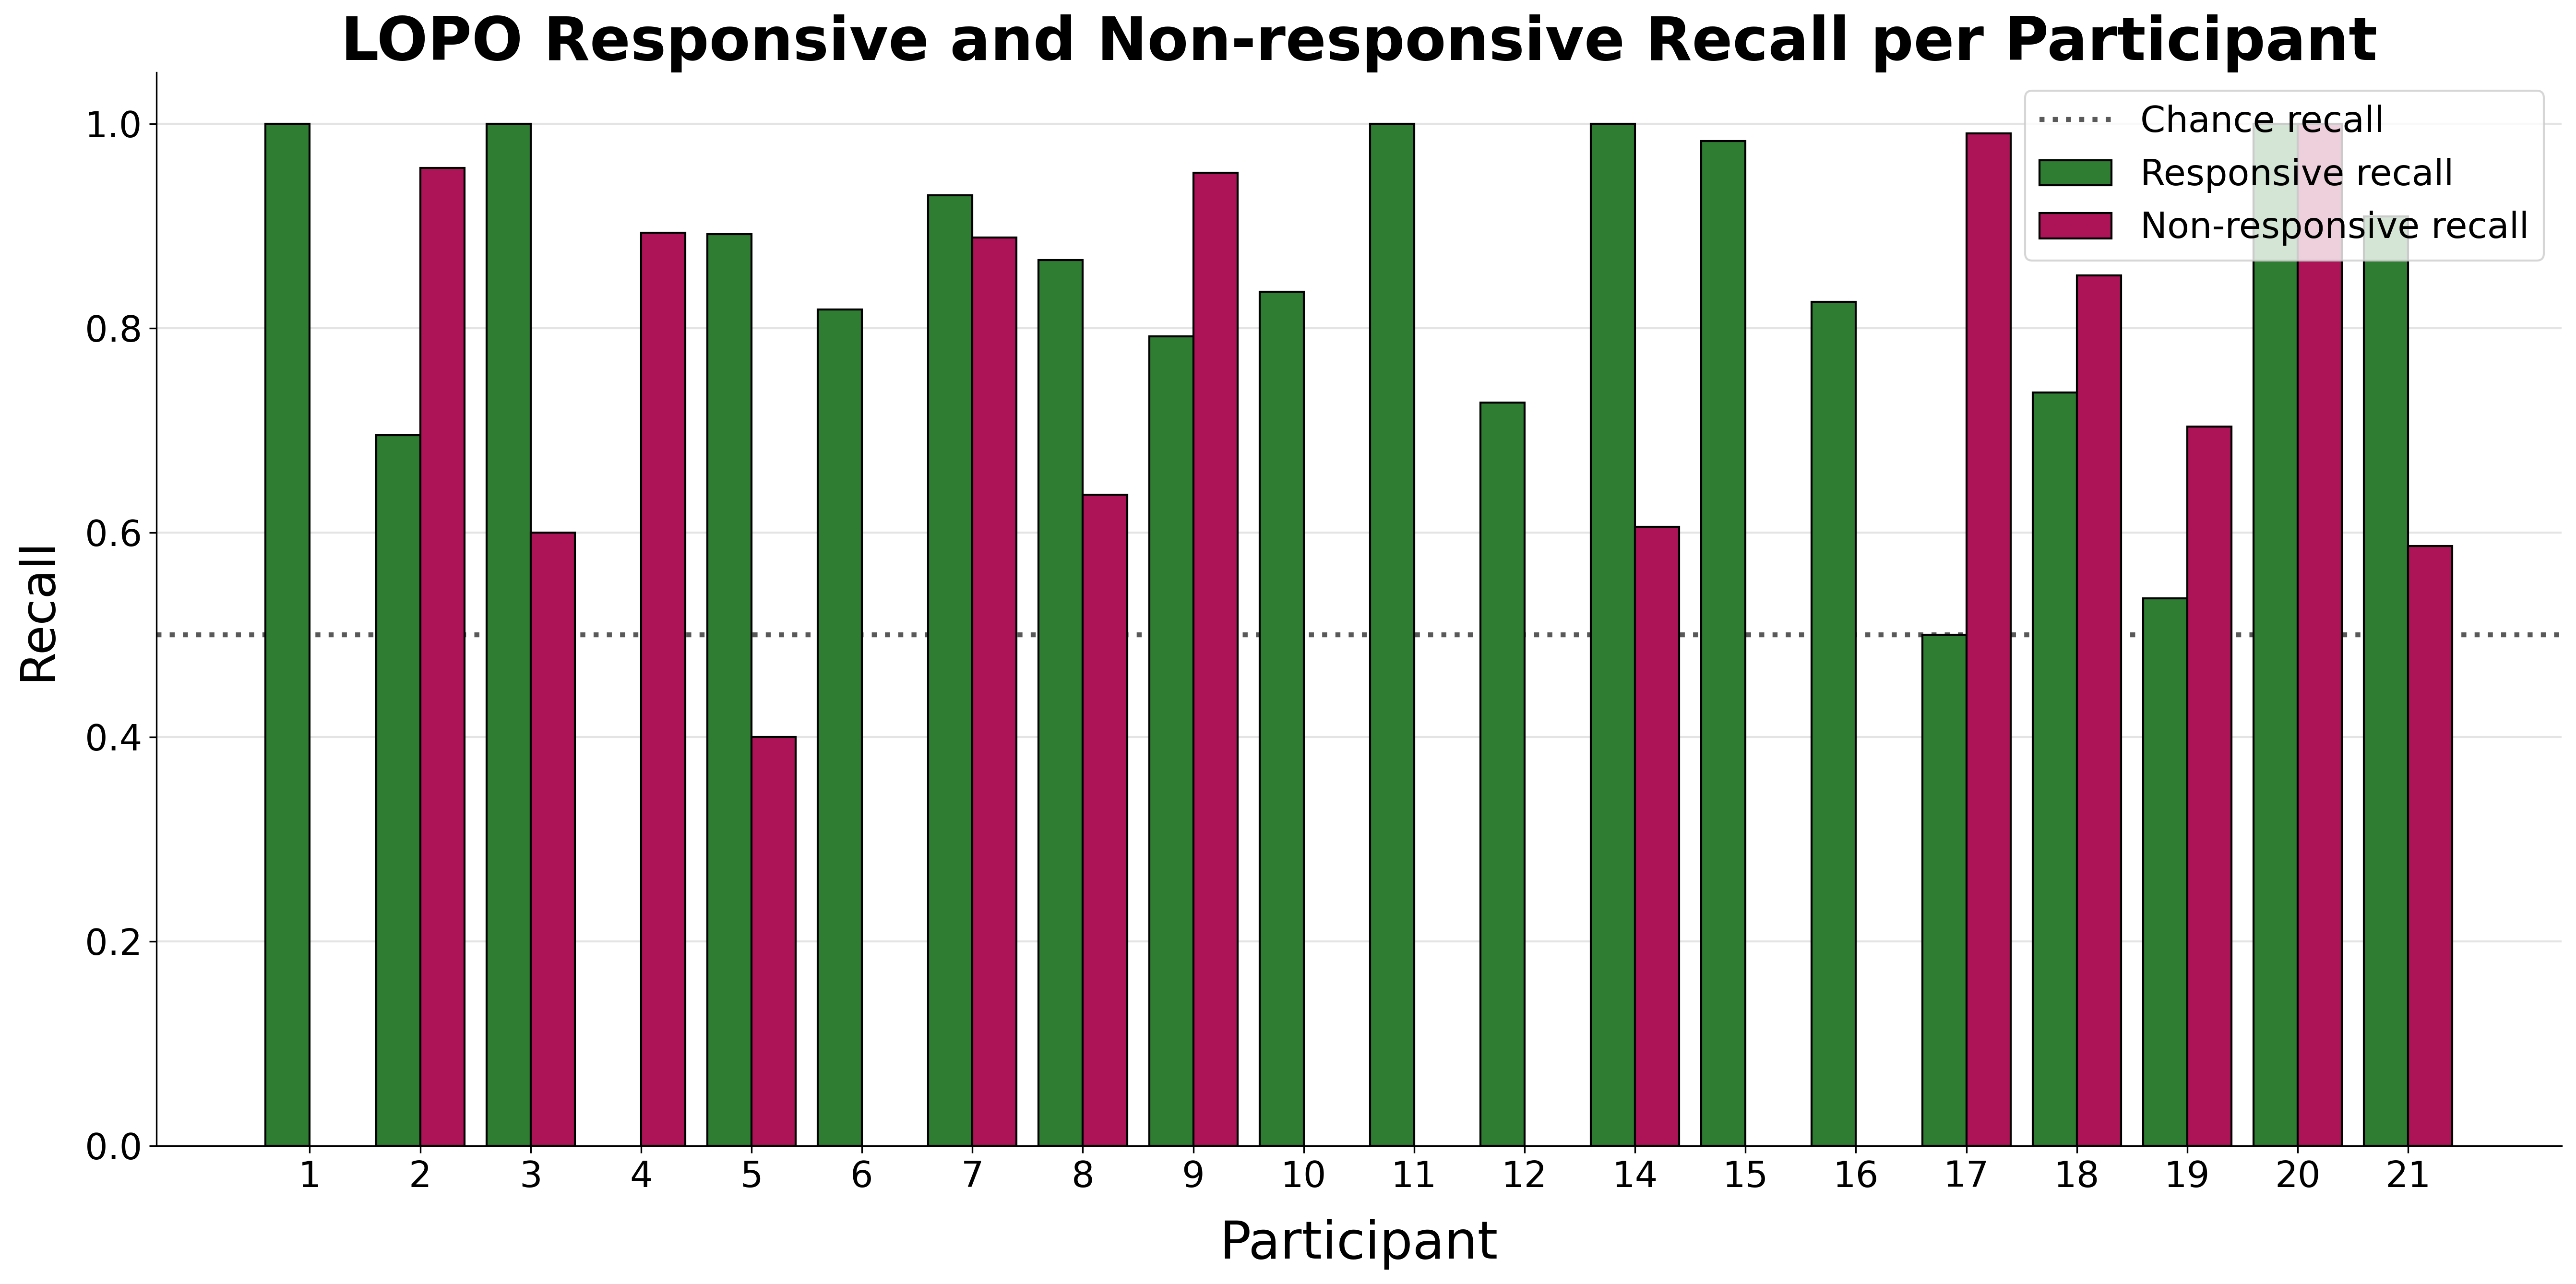 LOPO Responsive and Non-responsive Recall per Participant
Chance recall
Responsive recall
Non-responsive recall
Recall
1.0
0.8
0.6
0.4
0.2
0.0
1 2 3 4 5 6 7 8 9 10 11 12 14 15 16 17 18 19 20 21
Participant